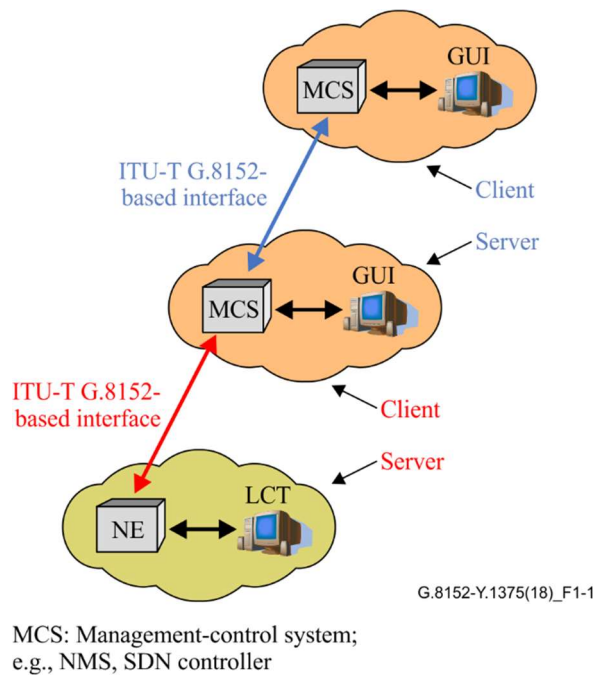 GUI
MCS
ITU-T G.8152-
based interface
Client
Server
GUI
MCS
ITU-T G.8152-
based interface
Client
Server
LCT
NE
G.8152-Y.1375(18)_F1-1
MCS: Management-control system;
e.g., NMS, SDN controller